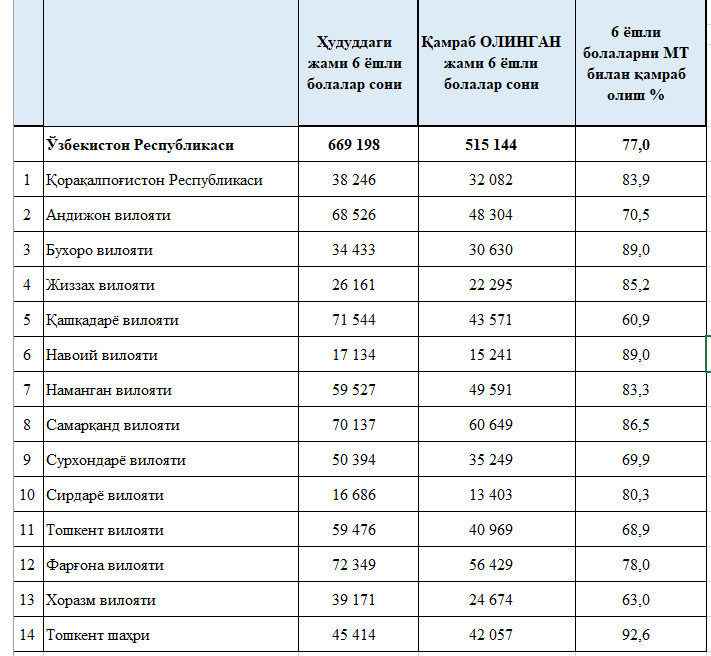 Ҳудуддаги жами 6 ёшли болалар сони
Қамраб ОЛИНГАН жами 6 ёшли болалар сони
6 ёшли болаларни МТ билан қамраб олиш %
Ўзбекистон Республикаси 669 198 515 144 77,0
1 Қорақалпоғистон Республикаси 38 246 32 082 83,9
2 Андижон вилояти 68 526 48 304 70,5
3 Бухоро вилояти 34 433 30 630 89,0
4 Жиззах вилояти 26 161 22 295 85,2
5 Қашқадарё вилояти 71 544 43 571 60,9
6 Навоий вилояти 17 134 15 241 89,0
7 Наманган вилояти 59 527 49 591 83,3
8 Самарқанд вилояти 70 137 60 649 86,5
9 Сурхондарё вилояти 50 394 35 249 69,9
10 Сирдарё вилояти 16 686 13 403 80,3
11 Тошкент вилояти 59 476 40 969 68,9
12 Фарғона вилояти 72 349 56 429 78,0
13 Хоразм вилояти 39 171 24 674 63,0
14 Тошкент шаҳри 45 414 42 057 92,6